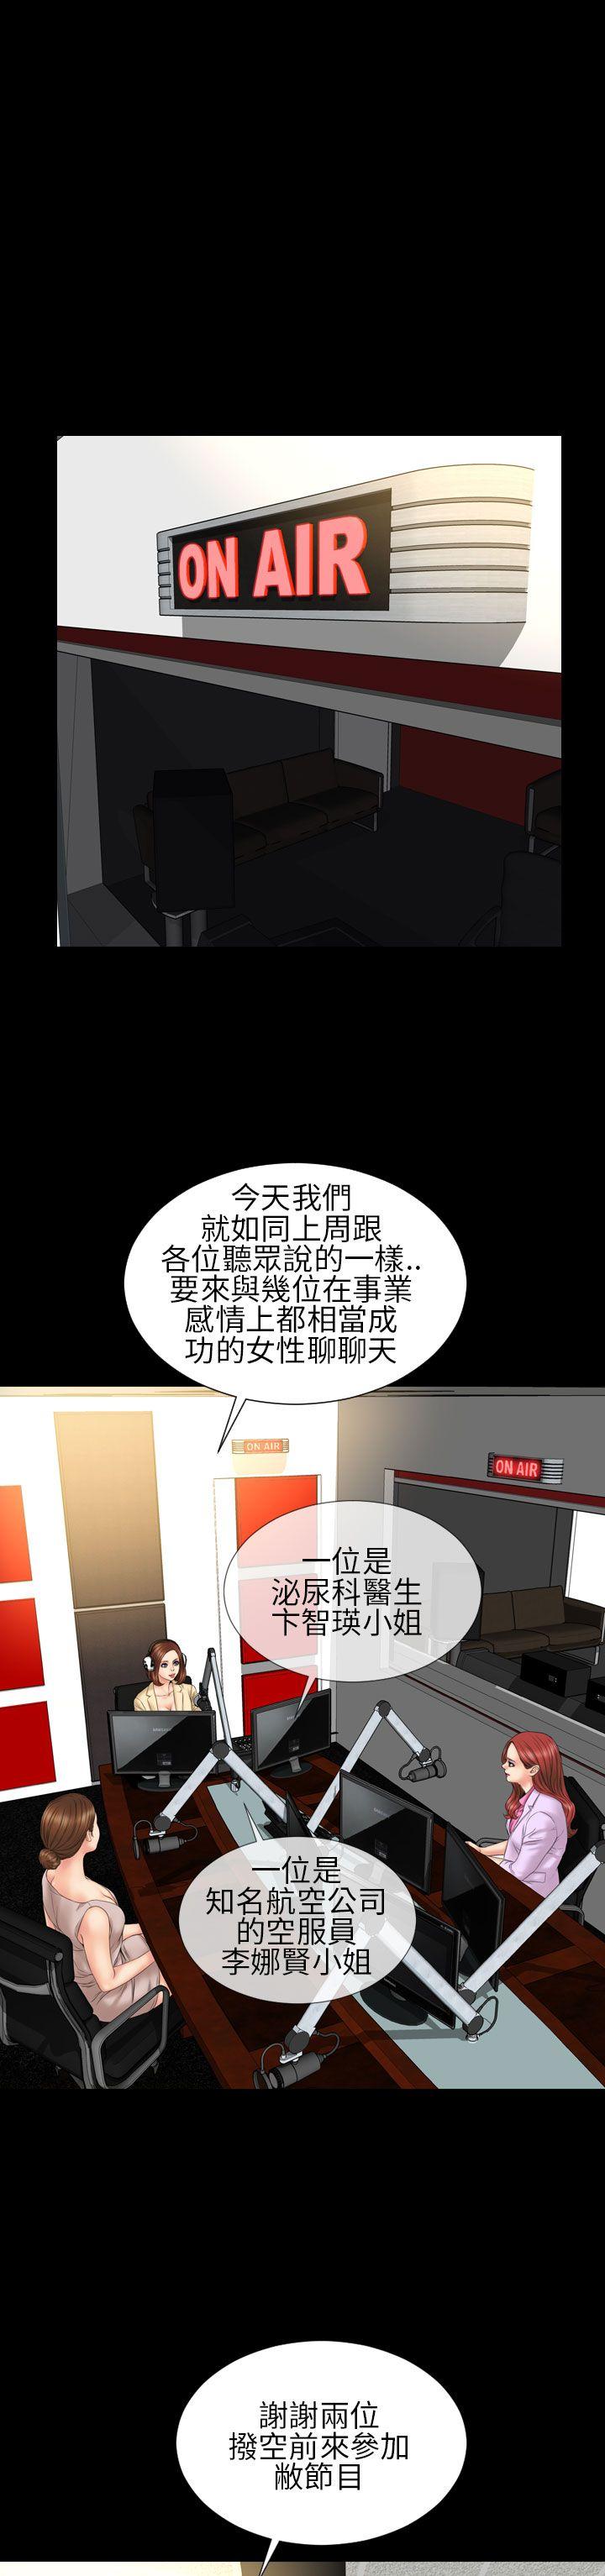 ON AIR
今天我們
就如同上周跟
各位聽眾說的一樣..
要來與幾位在事業
感情上都相當成
功的女性聊聊天
ON AIR
ON AIR
一位是
泌尿科醫生
卞智瑛小姐
一位是
知名航空公司
的空服員
李娜賢小姐
謝謝兩位
撥空前來參加
敝節目